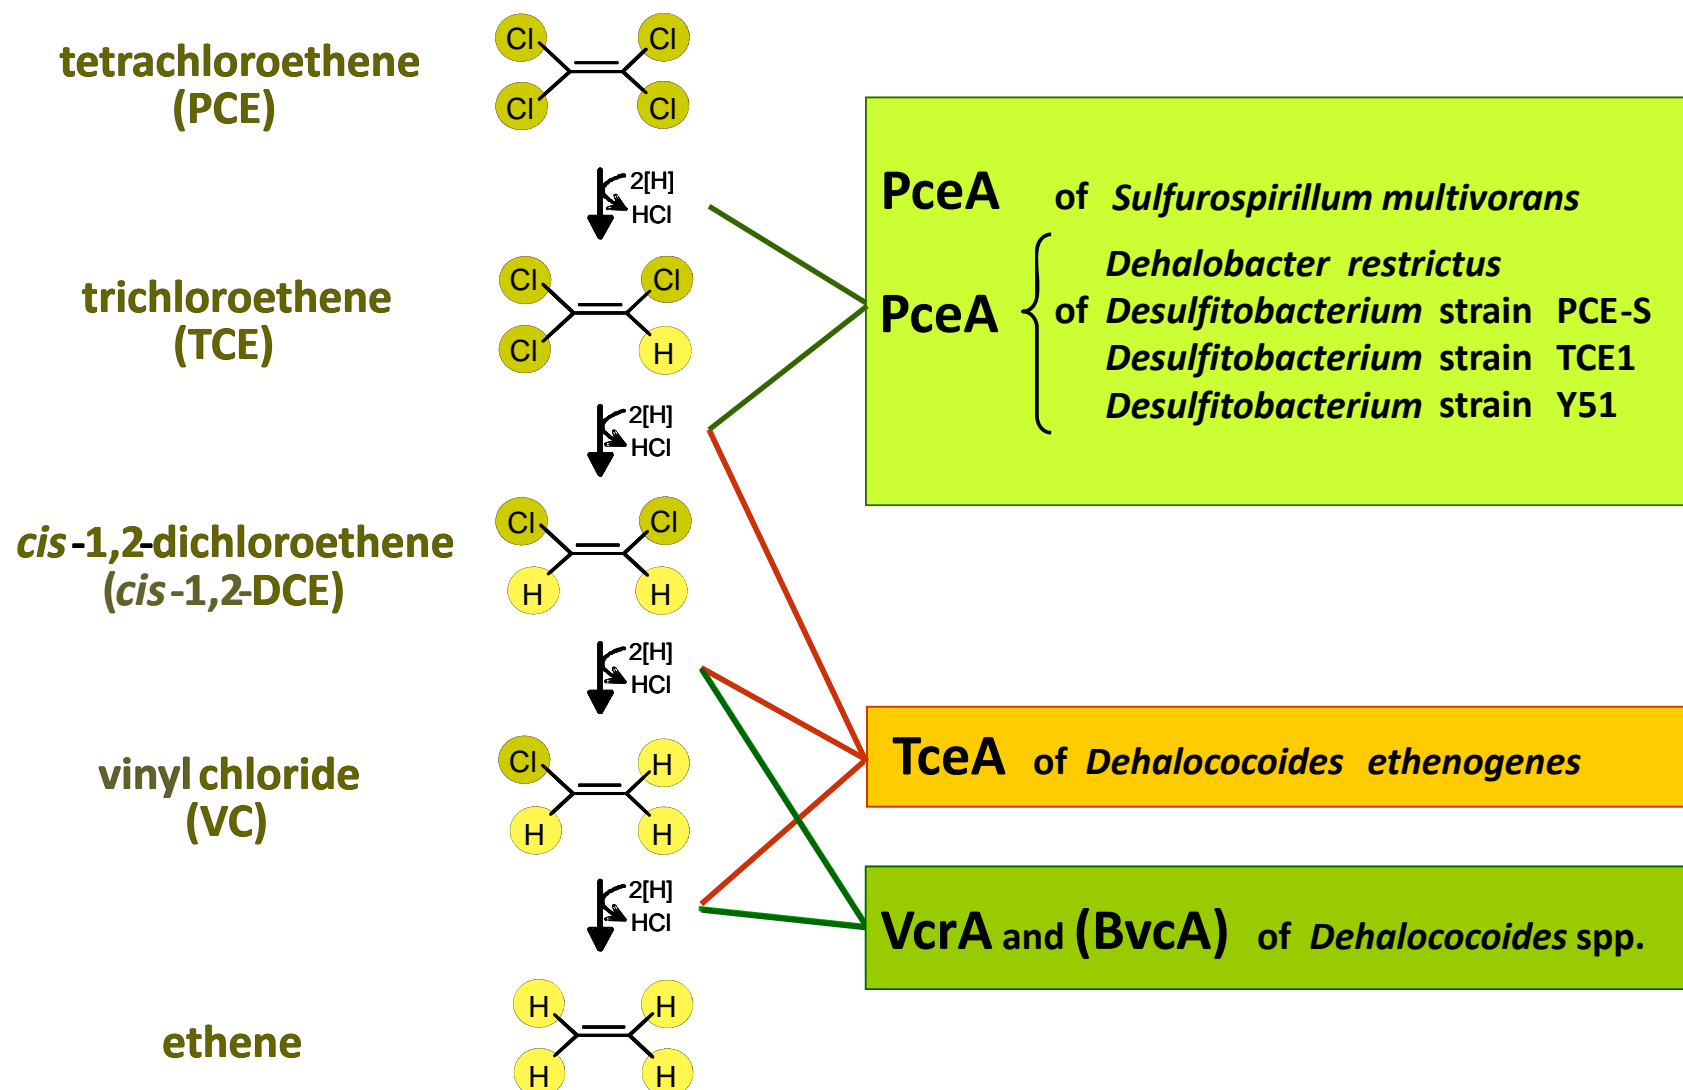 tetrachloroethene
(PCE)
Cl Cl
Cl Cl
2[H]
HCl
trichloroethene
(TCE)
Cl Cl
Cl H
2[H]
HCl
cis-1,2-dichloroethene
(cis-1,2-DCE)
Cl Cl
H H
2[H]
HCl
vinyl chloride
(VC)
Cl H
H H
2[H]
HCl
ethene
H H
H H
PceA of Sulfurospirillum multivorans
Dehalobacter restrictus
PceA of Desulfitobacterium strain PCE-S
Desulfitobacterium strain TCE1
Desulfitobacterium strain Y51
TceA of Dehalococoides ethenogenes
VcrA and (BvcA) of Dehalococoides spp.